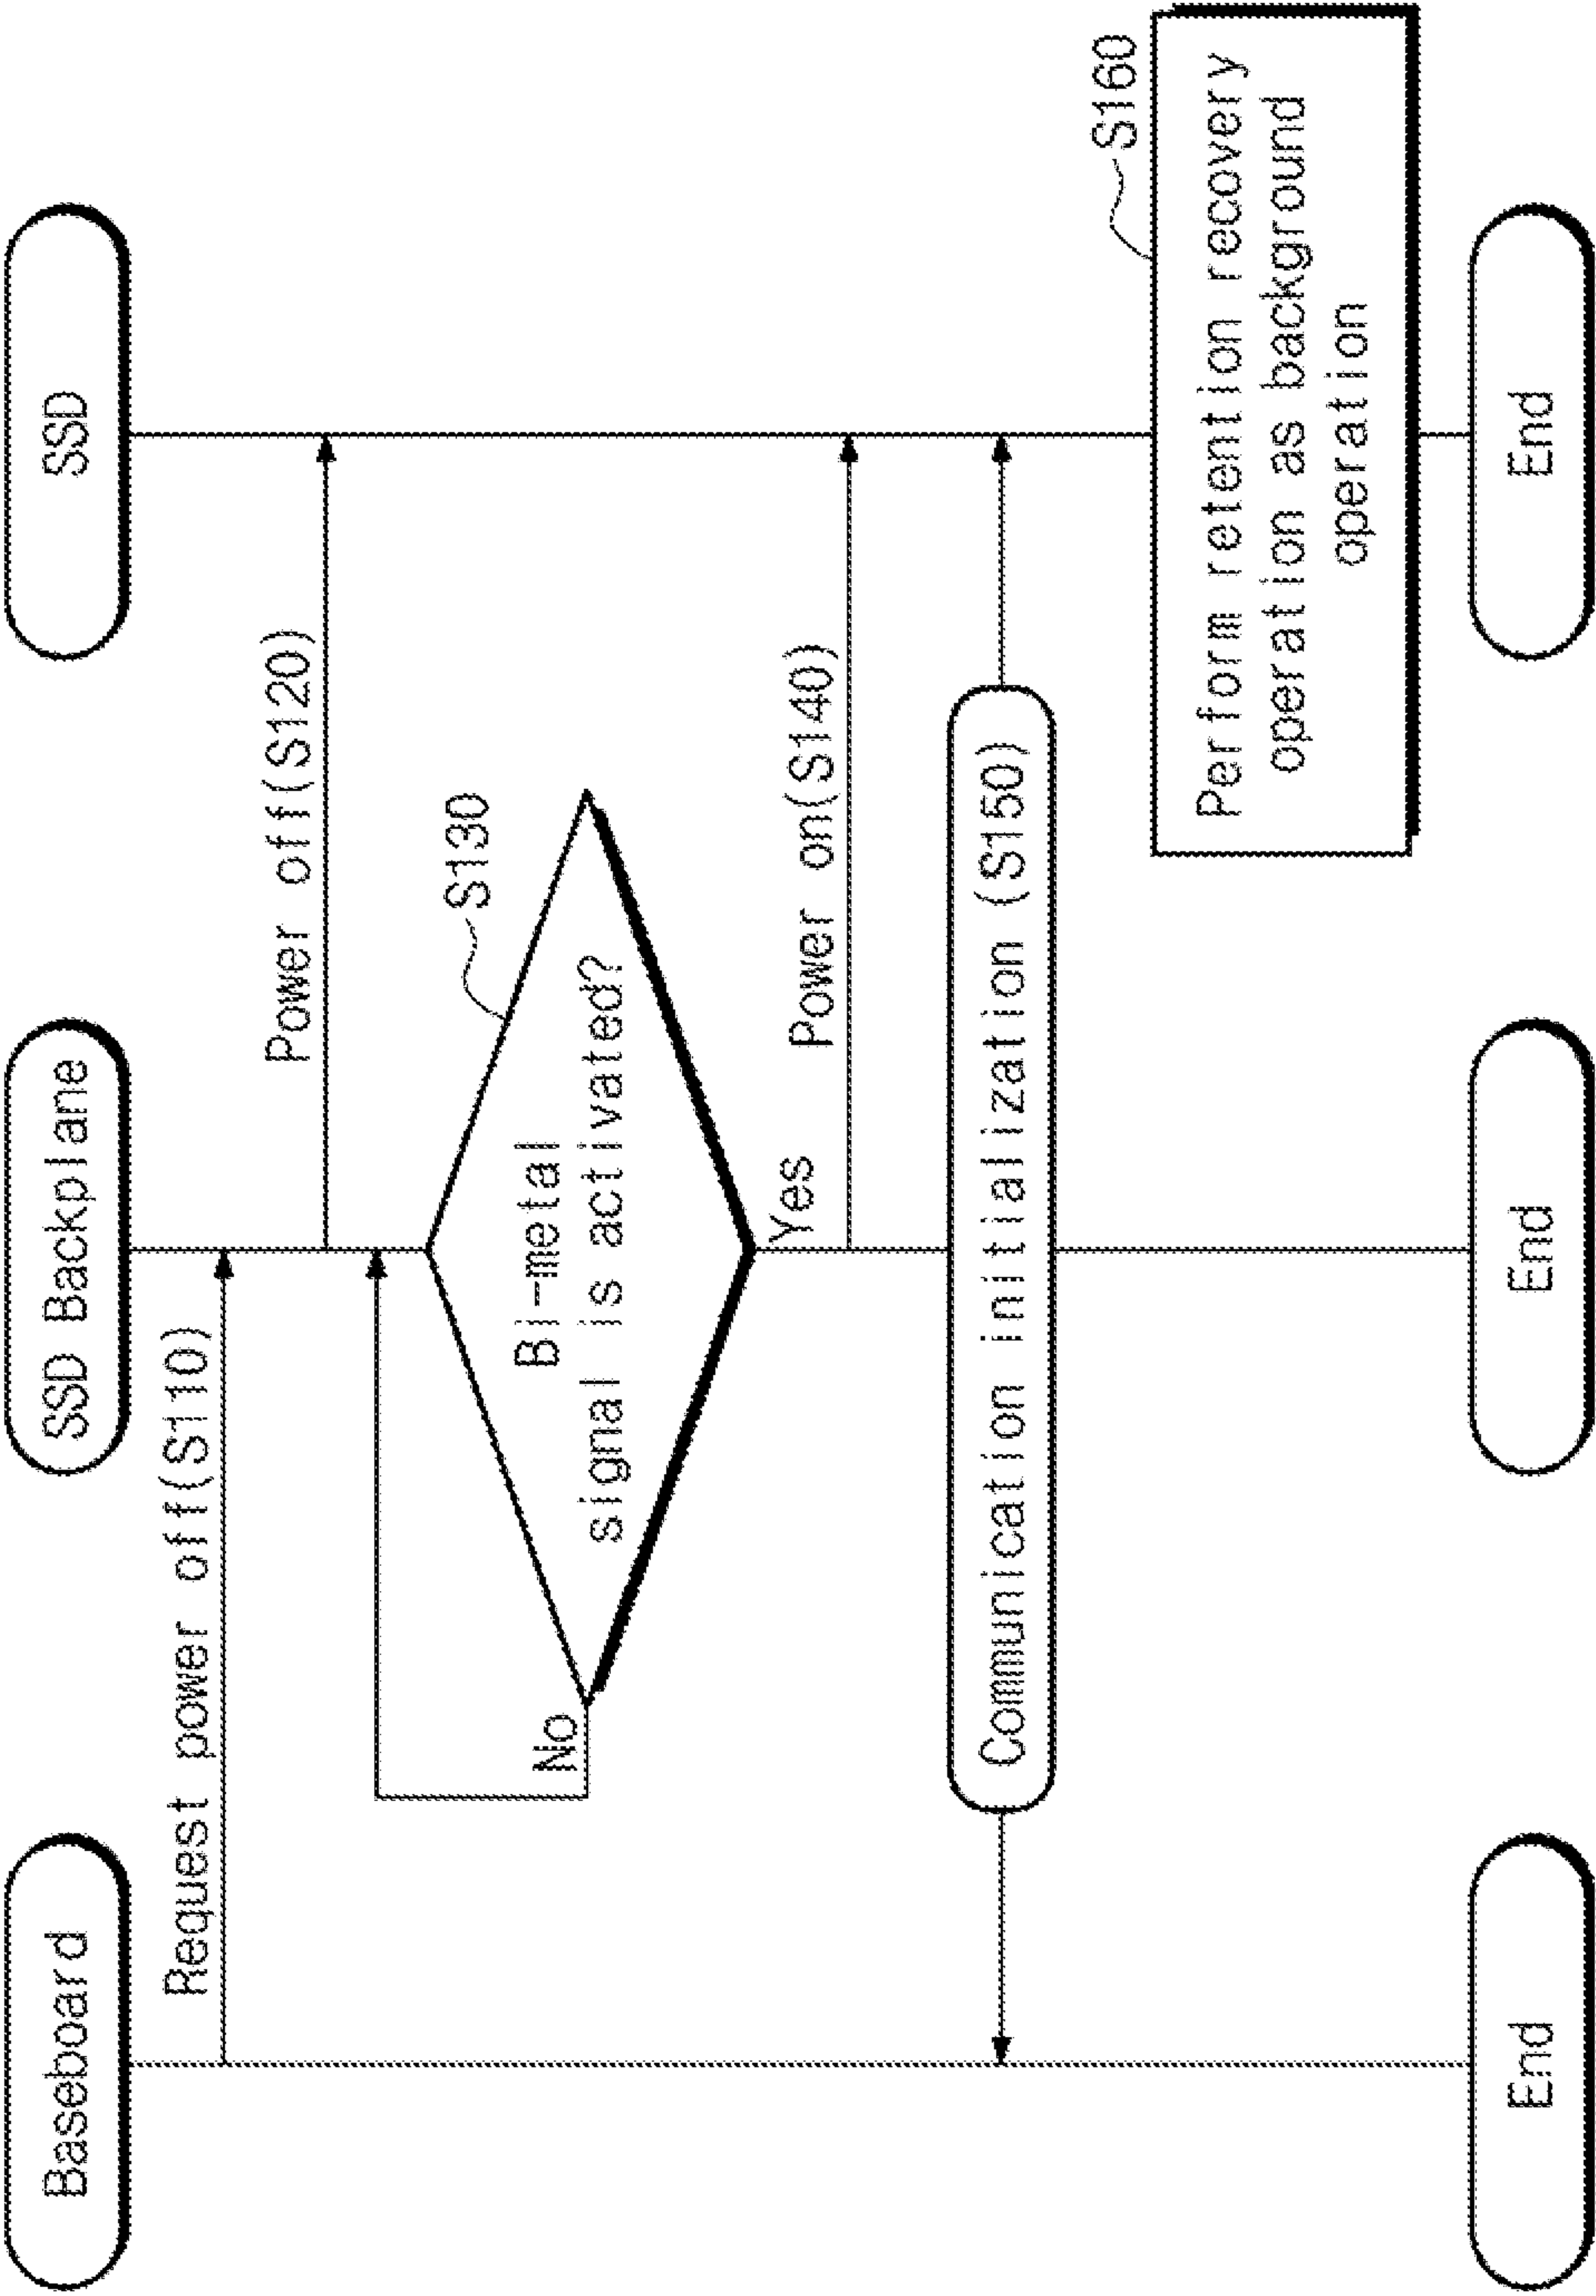 Baseboard
SSD Backplane
SSD
Request power off(S110)
Power off(S120)
S130
Bi-metal
signal is activated?
No
Yes
Power on(S140)
Communication initialization (S150)
S160
Perform retention recovery
operation as background
operation
End
End
End